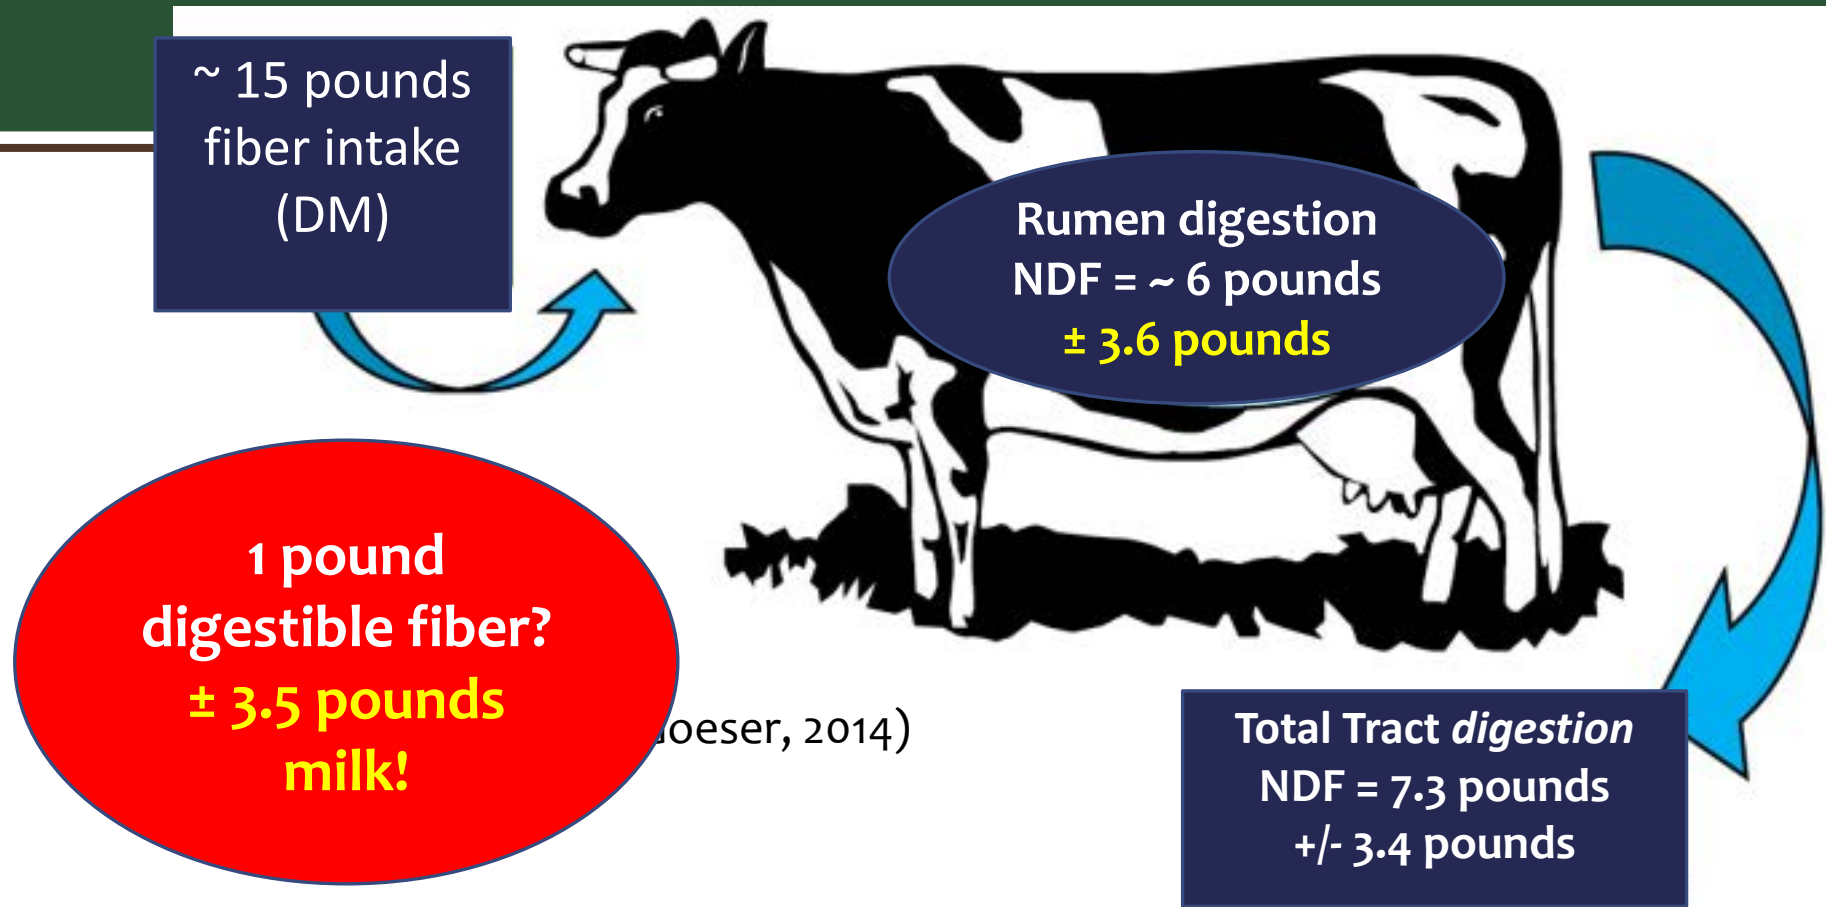 ~ 15 pounds
fiber intake
(DM)
Rumen digestion
NDF = ~ 6 pounds
± 3.6 pounds
1 pound
digestible fiber?
± 3.5 pounds
milk!
2014)
Total Tract digestion
NDF = 7.3 pounds
+/- 3.4 pounds